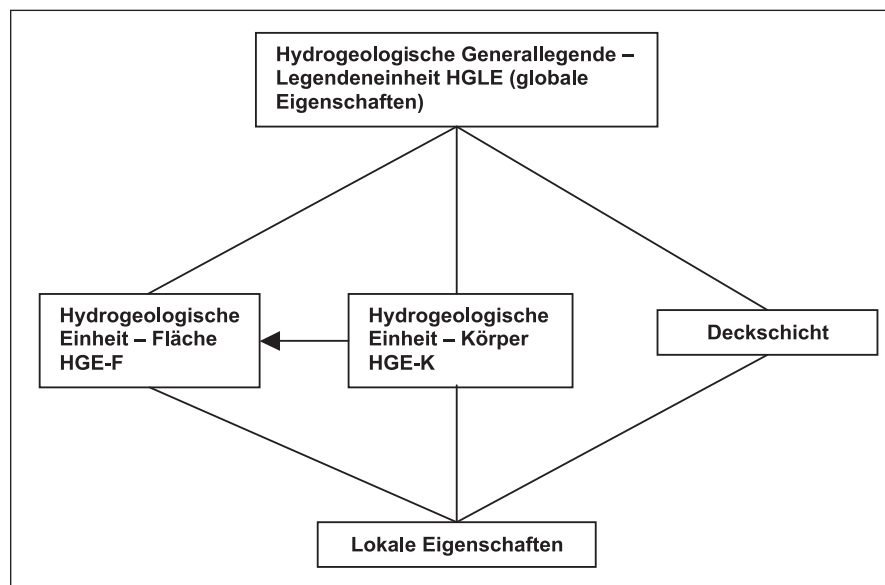 Hydrogeologische Generallegende –
Legendeneinheit HGLE (globale
Eigenschaften)
Hydrogeologische
Einheit – Fläche
HGE-F
Hydrogeologische
Einheit – Körper
HGE-K
Deckschicht
Lokale Eigenschaften